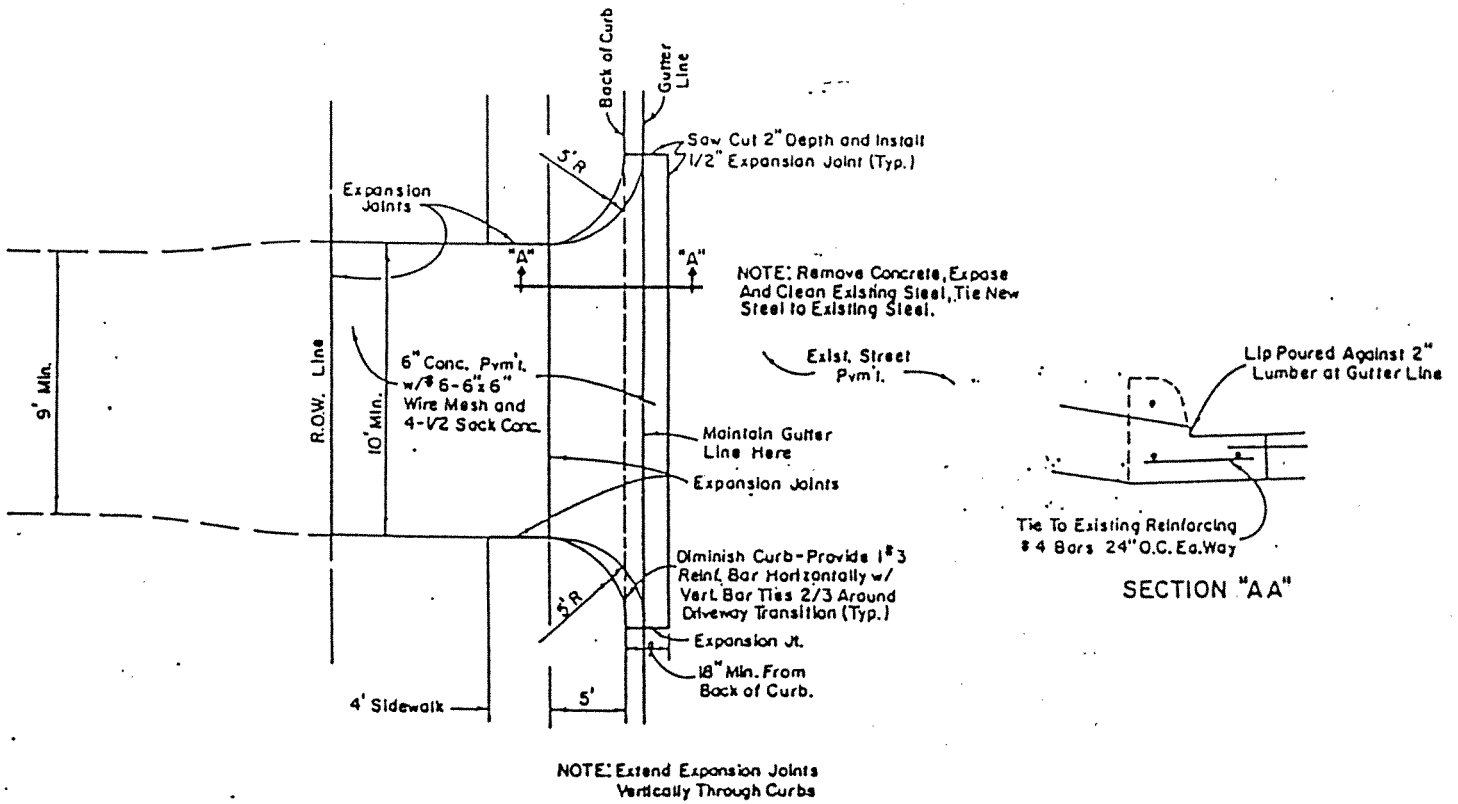 Back of Curb
Gutter
Line
Saw Cut 2" Depth and Install
1/2" Expansion Joint (Typ.)
5' R
Expansion
Joints
"A"
"A"
NOTE: Remove Concrete, Expose
And Clean Existing Steel, Tie New
Steel to Existing Steel.
9' Min.
R.O.W. Line
10' Min.
6" Conc. Pvm't.
w/#6-6"x6"
Wire Mesh and
4-1/2 Sack Conc.
Exist. Street
Pvm't.
Lip Poured Against 2"
Lumber at Gutter Line
Maintain Gutter
Line Here
Expansion Joints
Tie To Existing Reinforcing
#4 Bars 24" O.C. Ea. Way
SECTION "AA"
Diminish Curb-Provide 1#3
Reinf. Bar Horizontally w/
Vert. Bar Ties 2/3 Around
Driveway Transition (Typ.)
5' R
Expansion Jt.
18" Min. From
Back of Curb.
4' Sidewalk
5'
NOTE: Extend Expansion Joints
Vertically Through Curbs